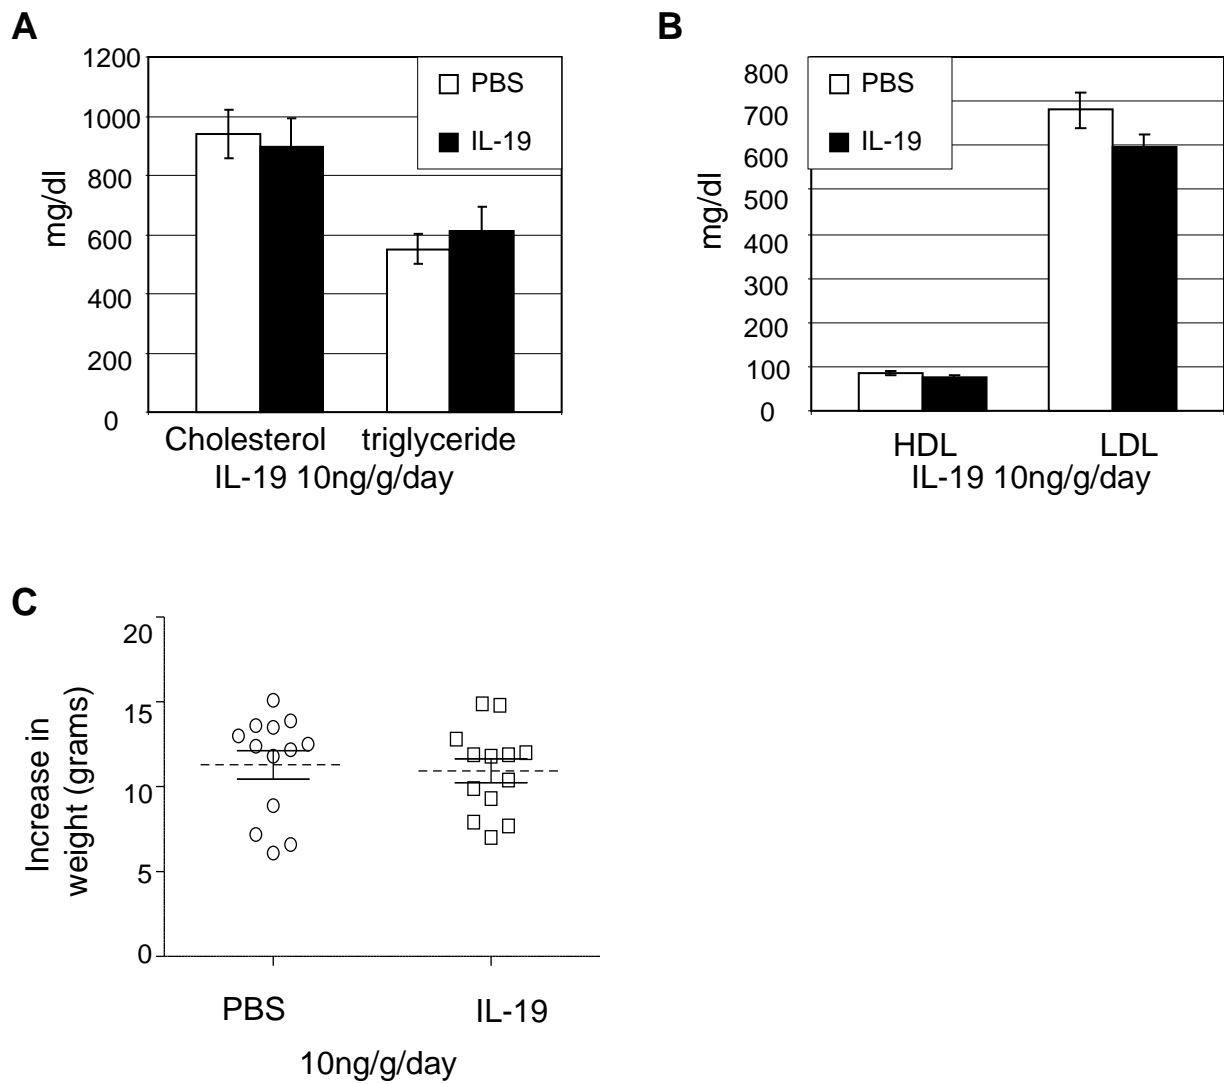 A
1200
1000
800
600
400
200
0
mg/dl
PBS
IL-19
Cholesterol triglyceride
IL-19 10ng/g/day
B
800
700
600
500
400
300
200
100
0
mg/dl
PBS
IL-19
HDL LDL
IL-19 10ng/g/day
C
20
15
10
5
0
Increase in
weight (grams)
PBS IL-19
10ng/g/day